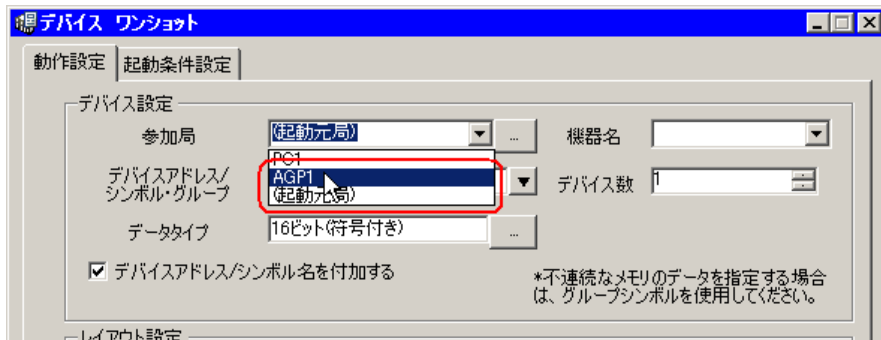 デバイス ワンショット
動作設定
起動条件設定
デバイス設定
参加局
(起動元局)
...
機器名
PC1
AGP1
(起動元局)
デバイスアドレス/
シンボル・グループ
デバイス数
1
データタイプ
16ビット(符号付き)
...
デバイスアドレス/シンボル名を付加する
*不連続なメモリのデータを指定する場合
は、グループシンボルを使用してください。
レイアウト設定